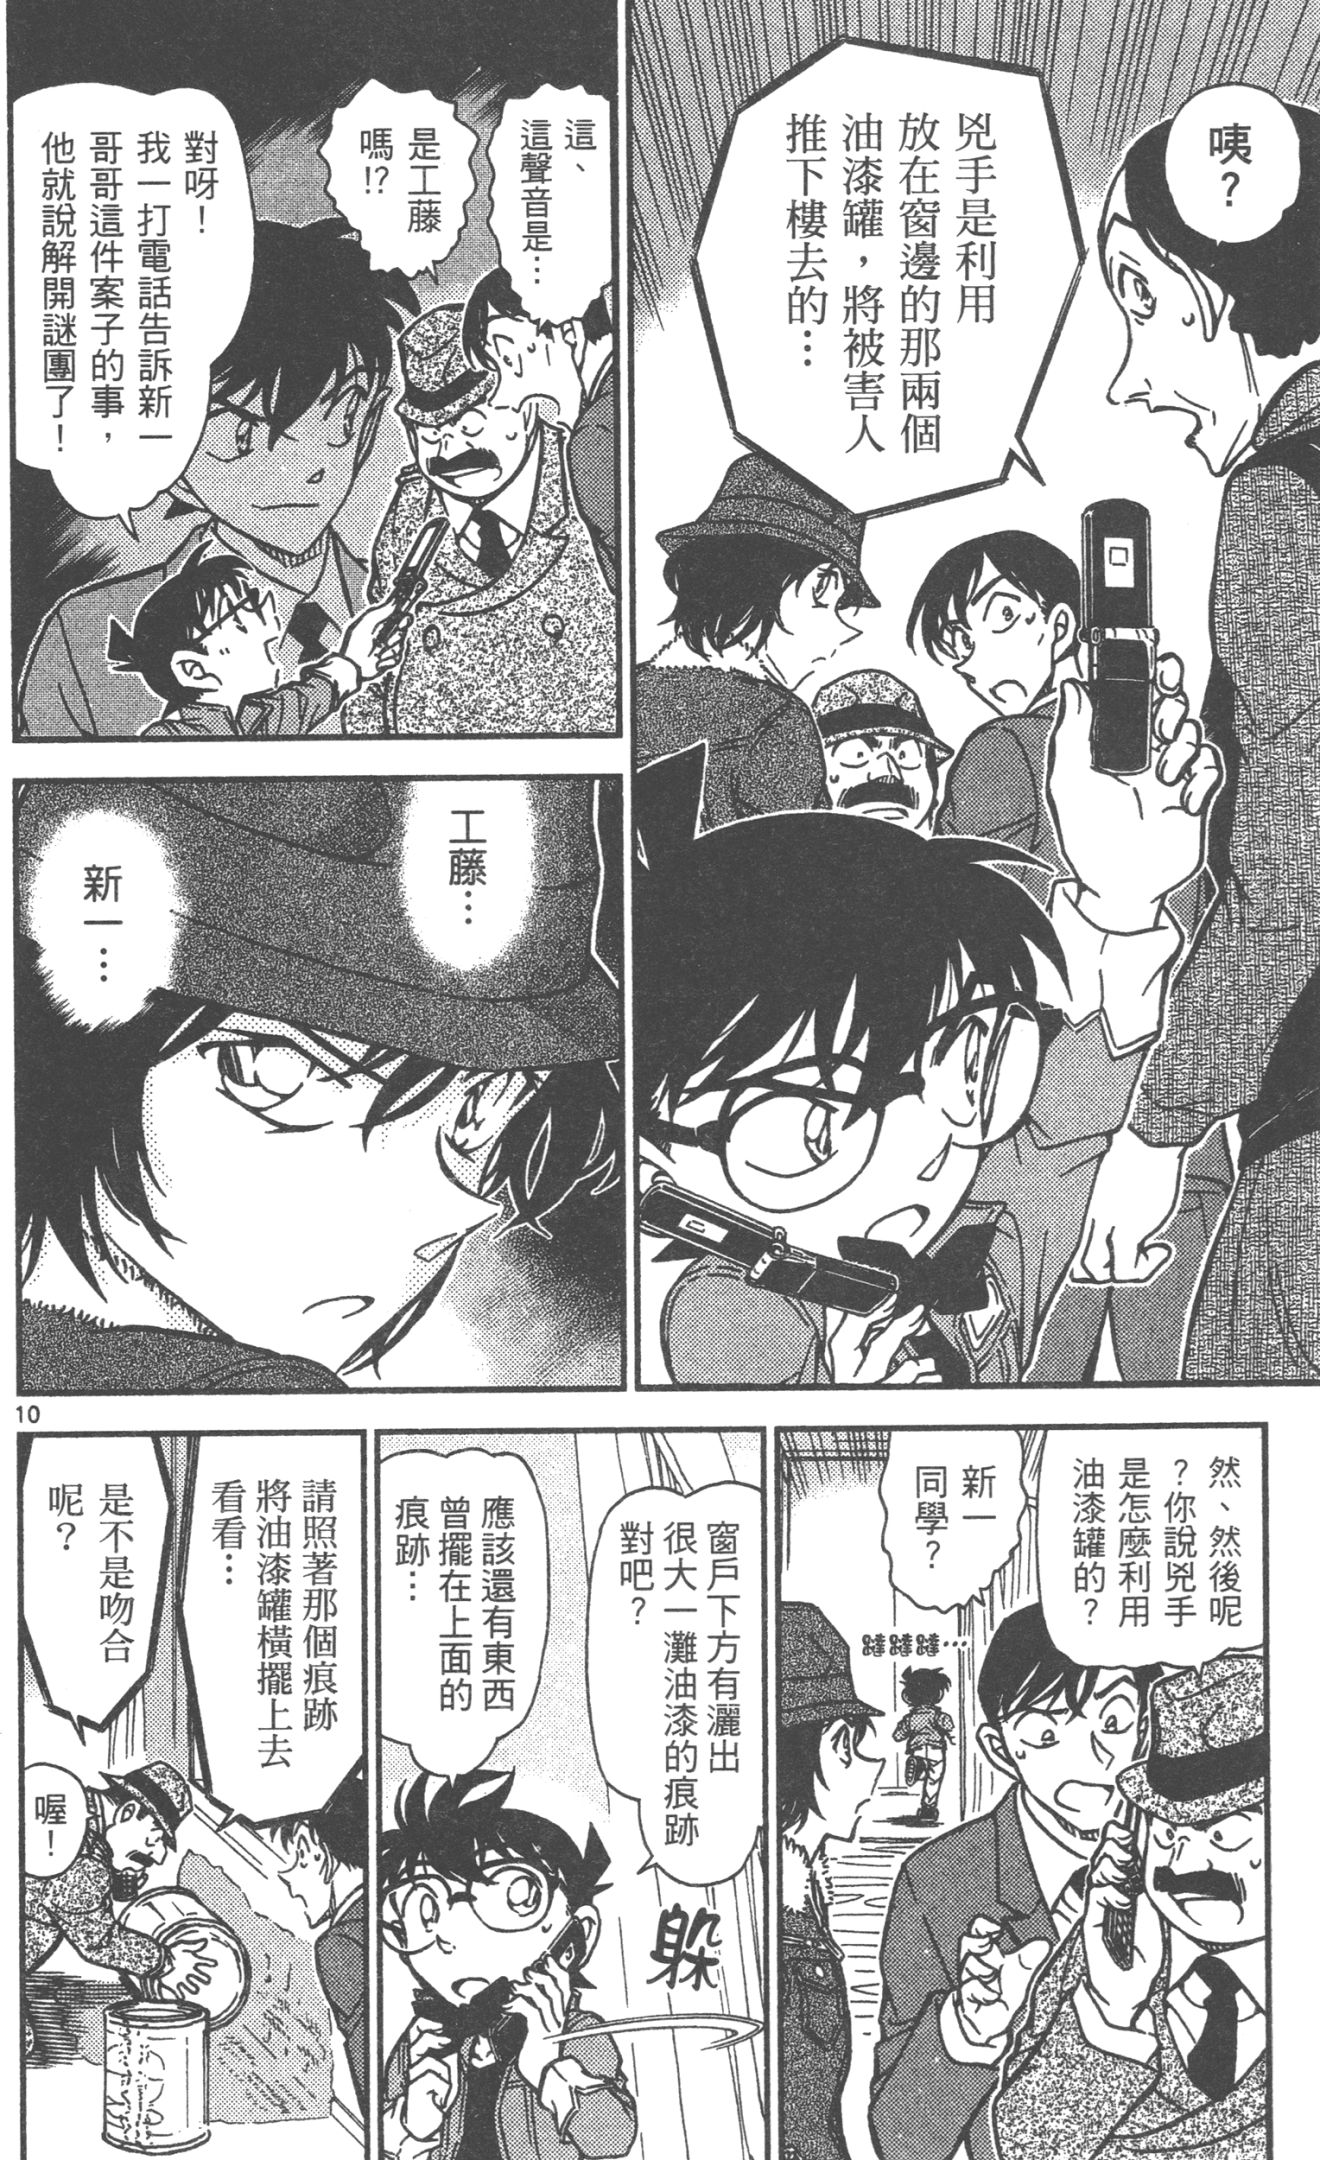 咦?
兇手是利用
放在窗邊的那兩個
油漆罐，將被害人
推下樓去的…
這、
這聲音是…
是工藤
嗎!?
對呀！
我一打電話告訴新一
哥哥這件案子的事，
他就說解開謎團了！
工藤…
新一…
然、然後呢
?你說兇手
是怎麼利用
油漆罐的?
新一
同學?
躂躂躂…
窗戶下方有灑出
很大一灘油漆的痕跡
對吧?
應該還有東西
曾擺在上面的
痕跡…
躲
請照著那個痕跡
將油漆罐橫擺上去
看看…
是不是吻合
呢?
喔！
10